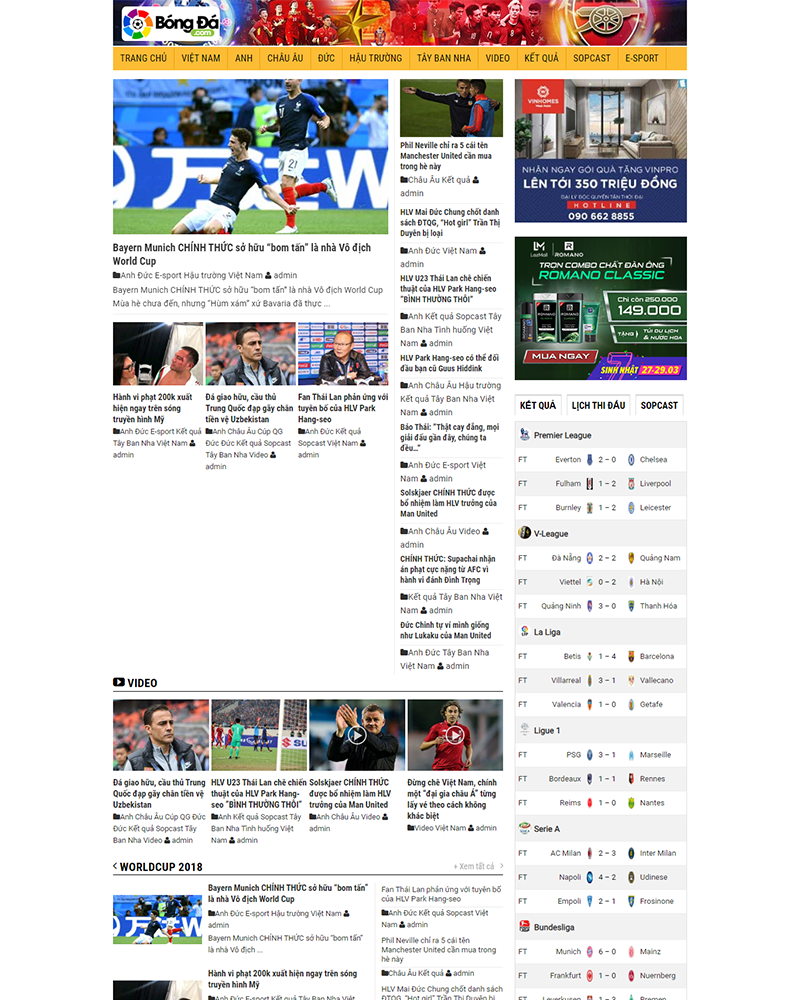 Bóng Đá
.com
TRANG CHỦ VIỆT NAM ANH CHÂU ÂU ĐỨC HẬU TRƯỜNG TÂY BAN NHA VIDEO KẾT QUẢ SOPCAST E-SPORT
Bayern Munich CHÍNH THỨC sở hữu “bom tấn” là nhà Vô địch
World Cup
Anh Đức E-sport Hậu trường Việt Nam admin
Bayern Munich CHÍNH THỨC sở hữu “bom tấn” là nhà Vô địch World Cup
Mùa hè chưa đến, nhưng “Hùm xám” xứ Bavaria đã thực ...
Hành vi phạt 200k xuất
hiện ngay trên sóng
truyền hình Mỹ
Anh Đức E-sport Kết quả
Tây Ban Nha Việt Nam
admin
Đá giao hữu, cầu thủ
Trung Quốc đạp gãy chân
tiền vệ Uzbekistan
Anh Châu Âu Cúp QG
Đức Đức Kết quả Sopcast
Tây Ban Nha Video
admin
Fan Thái Lan phản ứng với
tuyên bố của HLV Park
Hang-seo
Anh Đức Kết quả
Sopcast Việt Nam
admin
Phil Neville chỉ ra 5 cái tên
Manchester United cần mua
trong hè này
Châu Âu Kết quả
admin
HLV Mai Đức Chung chốt danh
sách ĐTQG, “Hot girl” Trần Thị
Duyên bị loại
Anh Đức Việt Nam
admin
HLV U23 Thái Lan chê chiến
thuật của HLV Park Hang-seo
“BÌNH THƯỜNG THÔI”
Anh Kết quả Sopcast Tây
Ban Nha Tình huống Việt
Nam admin
HLV Park Hang-seo có thể đối
đầu bạn cũ Guus Hiddink
Anh Châu Âu Hậu trường
Kết quả Tây Ban Nha Việt
Nam admin
Báo Thái: “Thật cay đắng, mọi
giải đấu gần đây, chúng ta
đều...”
Anh Đức E-sport Việt
Nam admin
Solskjaer CHÍNH THỨC được
bổ nhiệm làm HLV trưởng của
Man United
Anh Châu Âu Video
admin
CHÍNH THỨC: Supachai nhận
án phạt cực nặng từ AFC vì
hành vi đánh Đình Trọng
Kết quả Tây Ban Nha Việt
Nam admin
Đức Chinh tự ví mình giống
như Lukaku của Man United
Anh Đức Tây Ban Nha
Việt Nam admin
VINHOMES
NHẬN NGAY GÓI QUÀ TẶNG VINPRO
LÊN TỚI 350 TRIỆU ĐỒNG
HOTLINE
090 662 8855
LM R
LazMall ROMANO
TRỌN COMBO CHẤT ĐÀN ÔNG
ROMANO CLASSIC
Chỉ còn 250.000
149.000
TẶNG TÚI DU LỊCH
& NƯỚC HOA
MUA NGAY
SINH NHẬT 27-29.03
KẾT QUẢ LỊCH THI ĐẤU SOPCAST
Premier League
FT Everton 2 – 0 Chelsea
FT Fulham 1 – 2 Liverpool
FT Burnley 1 – 2 Leicester
V-League
FT Đà Nẵng 2 – 2 Quảng Nam
FT Viettel 0 – 2 Hà Nội
FT Quảng Ninh 3 – 0 Thanh Hóa
La Liga
FT Betis 1 – 4 Barcelona
FT Villarreal 3 – 1 Vallecano
FT Valencia 1 – 0 Getafe
Ligue 1
FT PSG 3 – 1 Marseille
FT Bordeaux 1 – 1 Rennes
FT Reims 1 – 0 Nantes
Serie A
FT AC Milan 2 – 3 Inter Milan
FT Napoli 4 – 2 Udinese
FT Empoli 2 – 1 Frosinone
Bundesliga
FT Munich 6 – 0 Mainz
FT Frankfurt 1 – 0 Nuernberg
FT Leverkusen 1 – 3 Bremen
VIDEO
Đá giao hữu, cầu thủ Trung
Quốc đạp gãy chân tiền vệ
Uzbekistan
Anh Châu Âu Cúp QG Đức
Đức Kết quả Sopcast Tây
Ban Nha Video admin
HLV U23 Thái Lan chê chiến
thuật của HLV Park Hang-
seo “BÌNH THƯỜNG THÔI”
Anh Kết quả Sopcast Tây
Ban Nha Tình huống Việt
Nam admin
Solskjaer CHÍNH THỨC
được bổ nhiệm làm HLV
trưởng của Man United
Anh Châu Âu Video
admin
Đừng chê Việt Nam, chính
một “đại gia châu Á” từng
lấy vé theo cách không
khác biệt
Video Việt Nam admin
WORLDCUP 2018 + Xem tất cả
Bayern Munich CHÍNH THỨC sở hữu “bom tấn”
là nhà Vô địch World Cup
Anh Đức E-sport Hậu trường Việt Nam
admin
Bayern Munich CHÍNH THỨC sở hữu “bom tấn”
là nhà Vô địch ...
Hành vi phạt 200k xuất hiện ngay trên sóng
truyền hình Mỹ
Anh Đức E-sport Kết quả Tây Ban Nha Việt
Fan Thái Lan phản ứng với tuyên bố
của HLV Park Hang-seo
Anh Đức Kết quả Sopcast Việt
Nam admin
Phil Neville chỉ ra 5 cái tên
Manchester United cần mua trong
hè này
Châu Âu Kết quả admin
HLV Mai Đức Chung chốt danh sách
ĐTQG, “Hot girl” Trần Thị Duyên bị